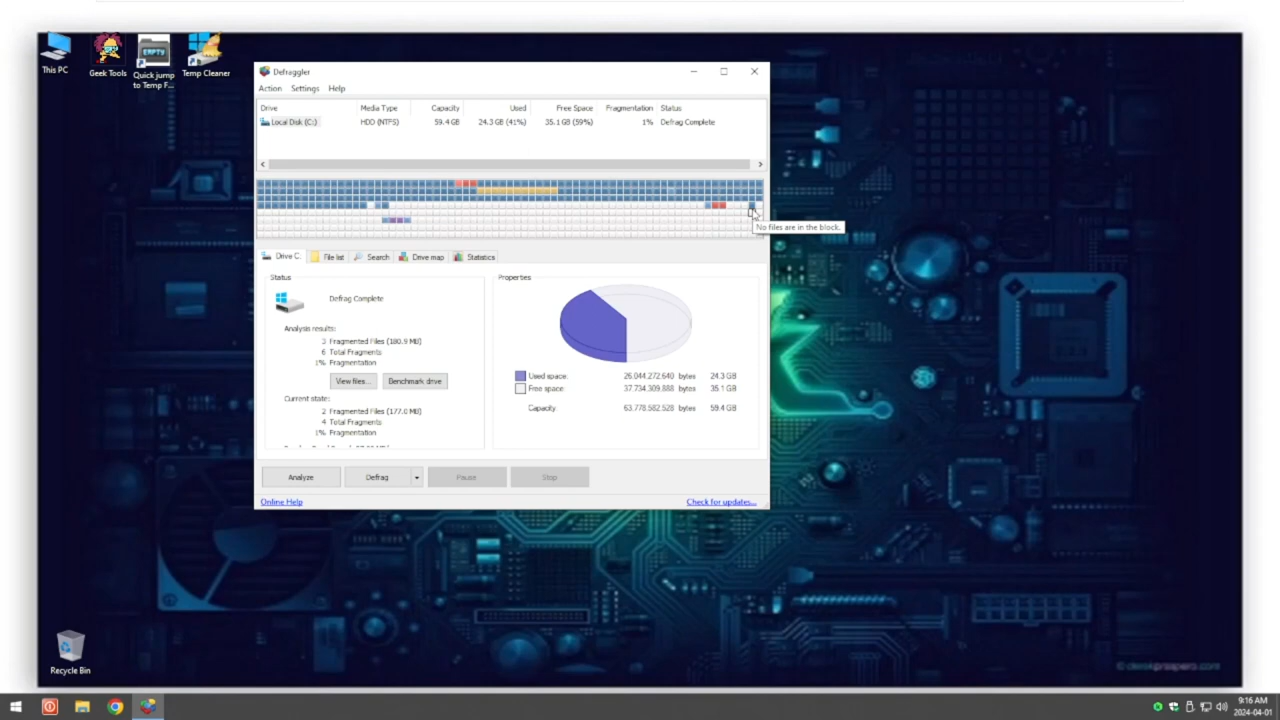 This PC
Geek Tools
Quick jump
to Temp F...
Temp Cleaner
Defraggler
Action Settings Help
Drive Media Type Capacity Used Free Space Fragmentation Status
Local Disk (C:) HDD (NTFS) 59.4 GB 24.3 GB (41%) 35.1 GB (59%) 1% Defrag Complete
No files are in the block.
Drive C: File list Search Drive map Statistics
Status
Properties
Defrag Complete
Analysis results:
3 Fragmented Files (180.9 MB)
6 Total Fragments
1% Fragmentation
View files... Benchmark drive
Current state:
2 Fragmented Files (177.0 MB)
4 Total Fragments
1% Fragmentation
Used space: 26.044.272.640 bytes 24.3 GB
Free space: 37.734.309.888 bytes 35.1 GB
Capacity: 63.778.582.528 bytes 59.4 GB
Analyze Defrag Pause Stop
Online Help
Check for updates...
Recycle Bin
9:16 AM
2024-04-01